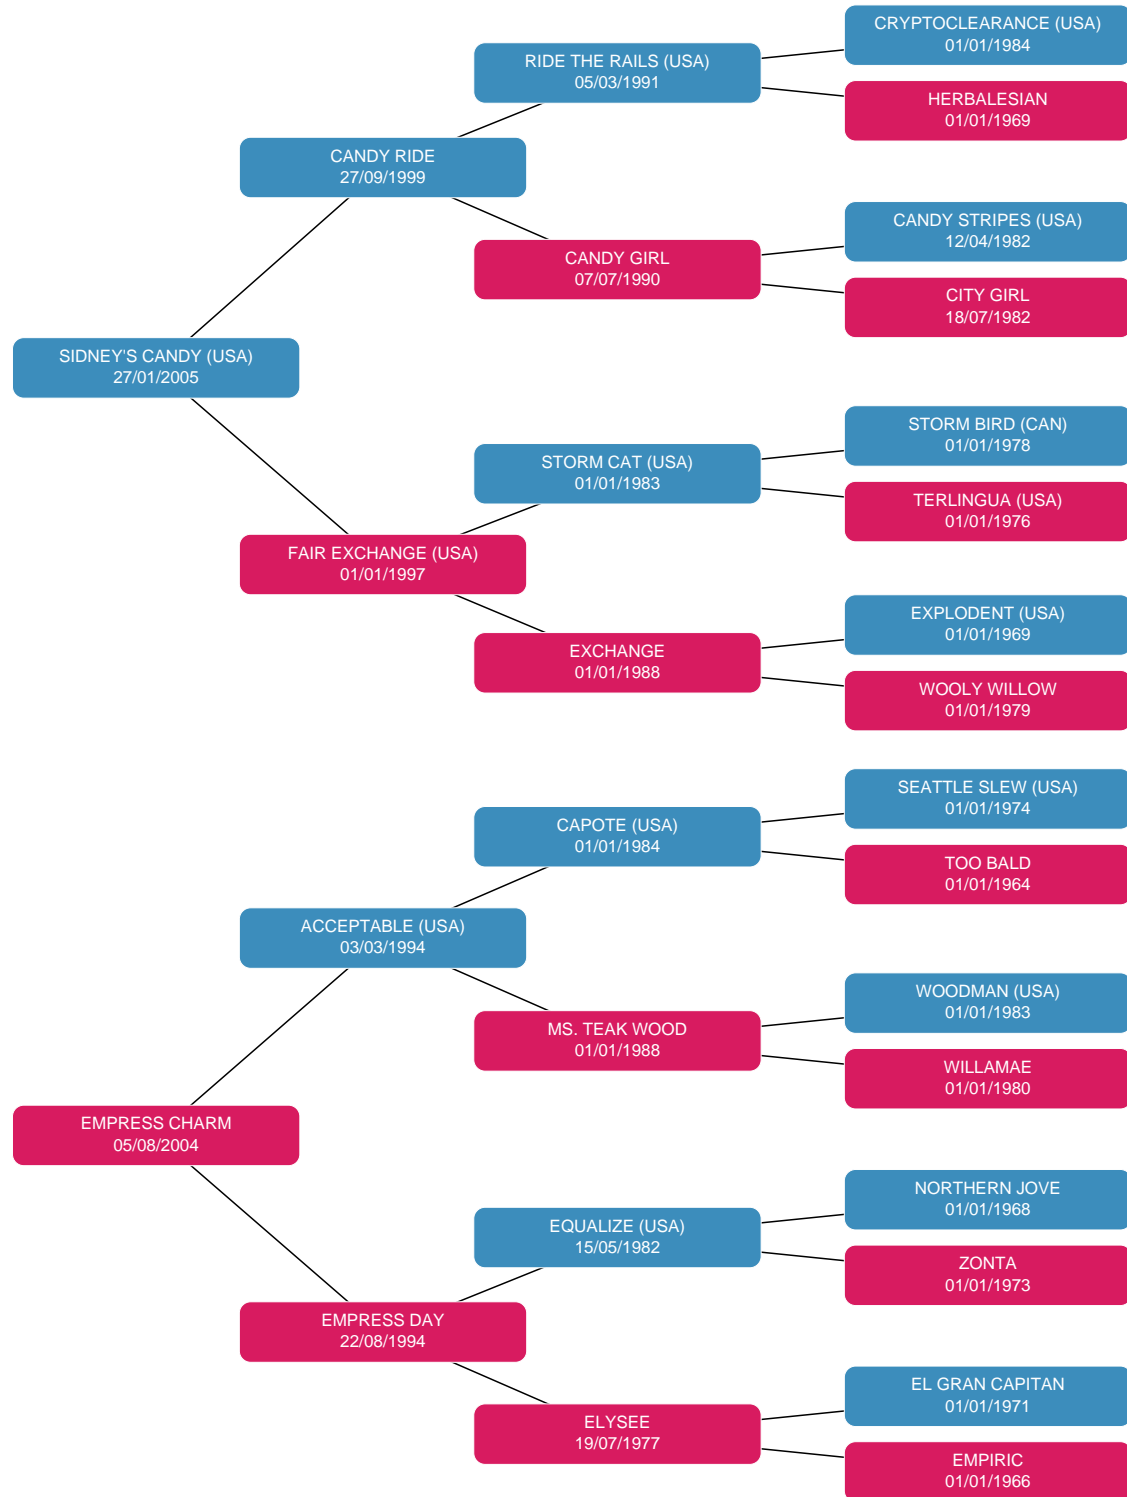 CRYPTOCLEARANCE (USA)
01/01/1984
RIDE THE RAILS (USA)
05/03/1991
HERBALESIAN
01/01/1969
CANDY RIDE
27/09/1999
CANDY STRIPES (USA)
12/04/1982
CANDY GIRL
07/07/1990
CITY GIRL
18/07/1982
SIDNEY'S CANDY (USA)
27/01/2005
STORM BIRD (CAN)
01/01/1978
STORM CAT (USA)
01/01/1983
TERLINGUA (USA)
01/01/1976
FAIR EXCHANGE (USA)
01/01/1997
EXPLODENT (USA)
01/01/1969
EXCHANGE
01/01/1988
WOOLY WILLOW
01/01/1979
SEATTLE SLEW (USA)
01/01/1974
CAPOTE (USA)
01/01/1984
TOO BALD
01/01/1964
ACCEPTABLE (USA)
03/03/1994
WOODMAN (USA)
01/01/1983
MS. TEAK WOOD
01/01/1988
WILLAMAE
01/01/1980
EMPRESS CHARM
05/08/2004
NORTHERN JOVE
01/01/1968
EQUALIZE (USA)
15/05/1982
ZONTA
01/01/1973
EMPRESS DAY
22/08/1994
EL GRAN CAPITAN
01/01/1971
ELYSEE
19/07/1977
EMPIRIC
01/01/1966